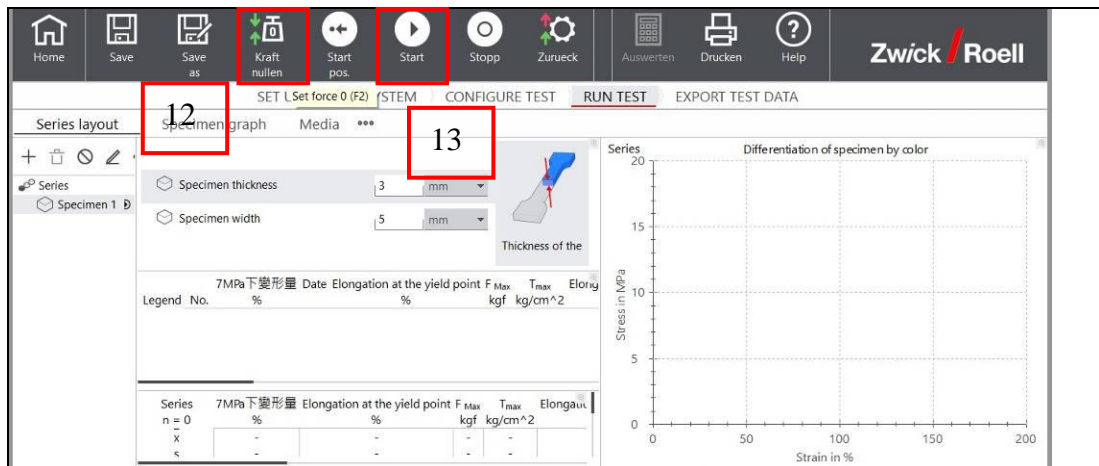 Home Save Save as Kraft nullen Start pos. Start Stopp Zurueck Auswerten Drucken Help Zwick Roell
SET U Set force 0 (F2) YSTEM CONFIGURE TEST RUN TEST EXPORT TEST DATA
12
13
Series layout Specimen graph Media •••
Series
Specimen 1
Specimen thickness 3 mm
Specimen width 5 mm
Thickness of the
7MPa下變形量 Date Elongation at the yield point F Max T max Elong
Legend No. % % kgf kg/cm^2
Series 7MPa下變形量 Elongation at the yield point F Max T max Elongati
n = 0 % % kgf kg/cm^2
x̄ - - - -
s - - - -
Series
Differentiation of specimen by color
Stress in MPa
20
15
10
5
0
0 50 100 150 200
Strain in %